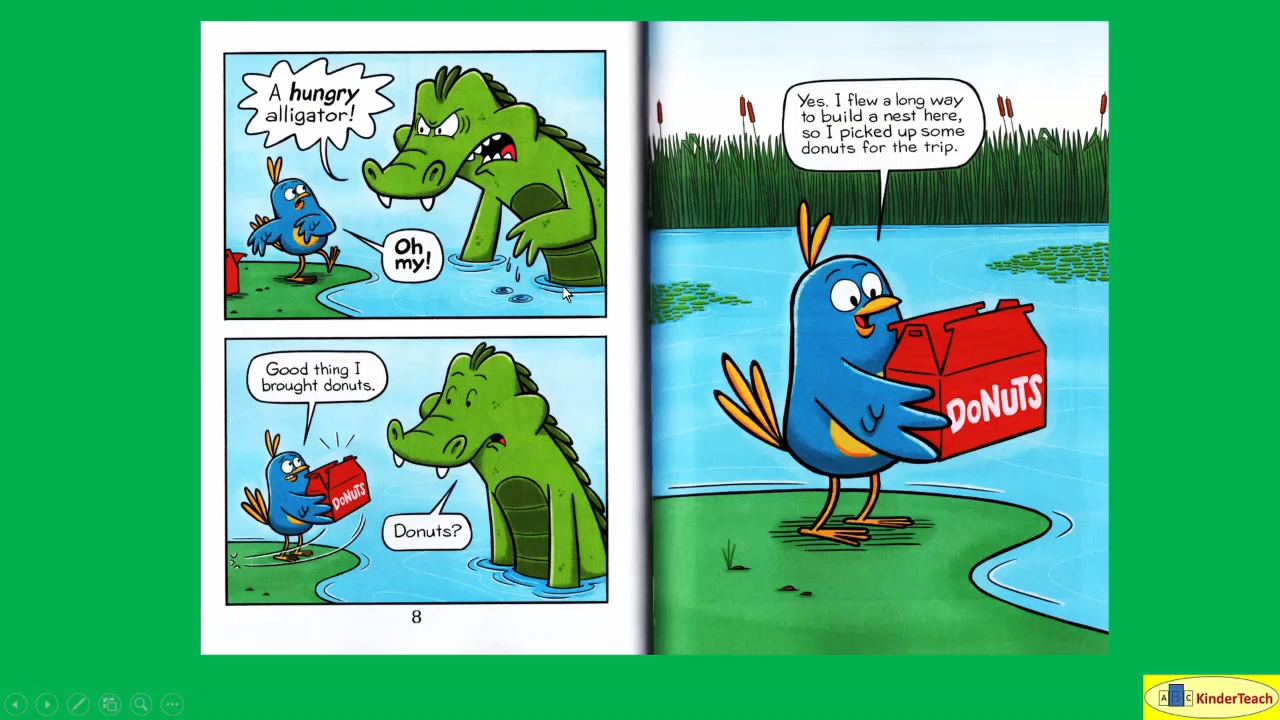 A hungry
alligator!
Oh
my!
Good thing I
brought donuts.
DONUTS
Donuts?
8
Yes. I flew a long way
to build a nest here,
so I picked up some
donuts for the trip.
DONUTS
A B C KinderTeach